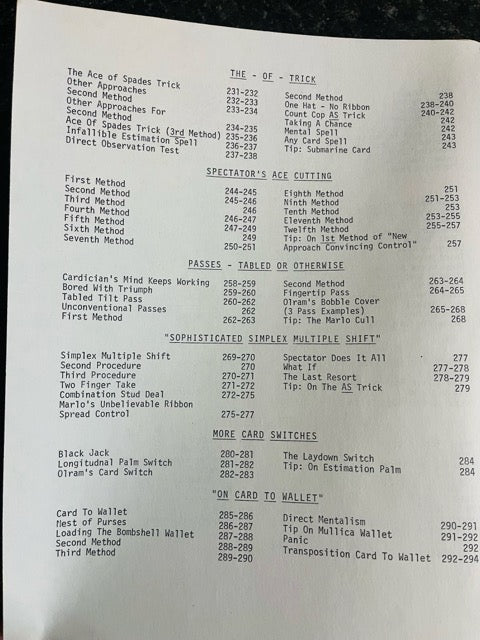 THE - OF - TRICK
The Ace of Spades Trick
Other Approaches 231-232
Second Method 232-233
Other Approaches For 233-234
Second Method
Ace Of Spades Trick (3rd Method) 234-235
Infallible Estimation Spell 235-236
Direct Observation Test 236-237
237-238
Second Method 238
One Hat - No Ribbon 238-240
Count Cop AS Trick 240-242
Taking A Chance 242
Mental Spell 242
Any Card Spell 243
Tip: Submarine Card 243
SPECTATOR'S ACE CUTTING
First Method
Second Method 244-245
Third Method 245-246
Fourth Method 246
Fifth Method 246-247
Sixth Method 247-249
Seventh Method 249
250-251
Eighth Method 251
Ninth Method 251-253
Tenth Method 253
Eleventh Method 253-255
Twelfth Method 255-257
Tip: On 1st Method of "New
Approach Convincing Control" 257
PASSES - TABLED OR OTHERWISE
Cardician's Mind Keeps Working 258-259
Bored With Triumph 259-260
Tabled Tilt Pass 260-262
Unconventional Passes 262
First Method 262-263
Second Method 263-264
Fingertip Pass 264-265
Olram's Bobble Cover
(3 Pass Examples) 265-268
Tip: The Marlo Cull 268
"SOPHISTICATED SIMPLEX MULTIPLE SHIFT"
Simplex Multiple Shift 269-270
Second Procedure 270
Third Procedure 270-271
Two Finger Take 271-272
Combination Stud Deal 272-275
Marlo's Unbelievable Ribbon
Spread Control 275-277
Spectator Does It All 277
What If 277-278
The Last Resort 278-279
Tip: On The AS Trick 279
MORE CARD SWITCHES
Black Jack 280-281
Longitudnal Palm Switch 281-282
Olram's Card Switch 282-283
The Laydown Switch 284
Tip: On Estimation Palm 284
"ON CARD TO WALLET"
Card To Wallet 285-286
Nest of Purses 286-287
Loading The Bombshell Wallet 287-288
Second Method 288-289
Third Method 289-290
Direct Mentalism 290-291
Tip On Mullica Wallet 291-292
Panic 292
Transposition Card To Wallet 292-294